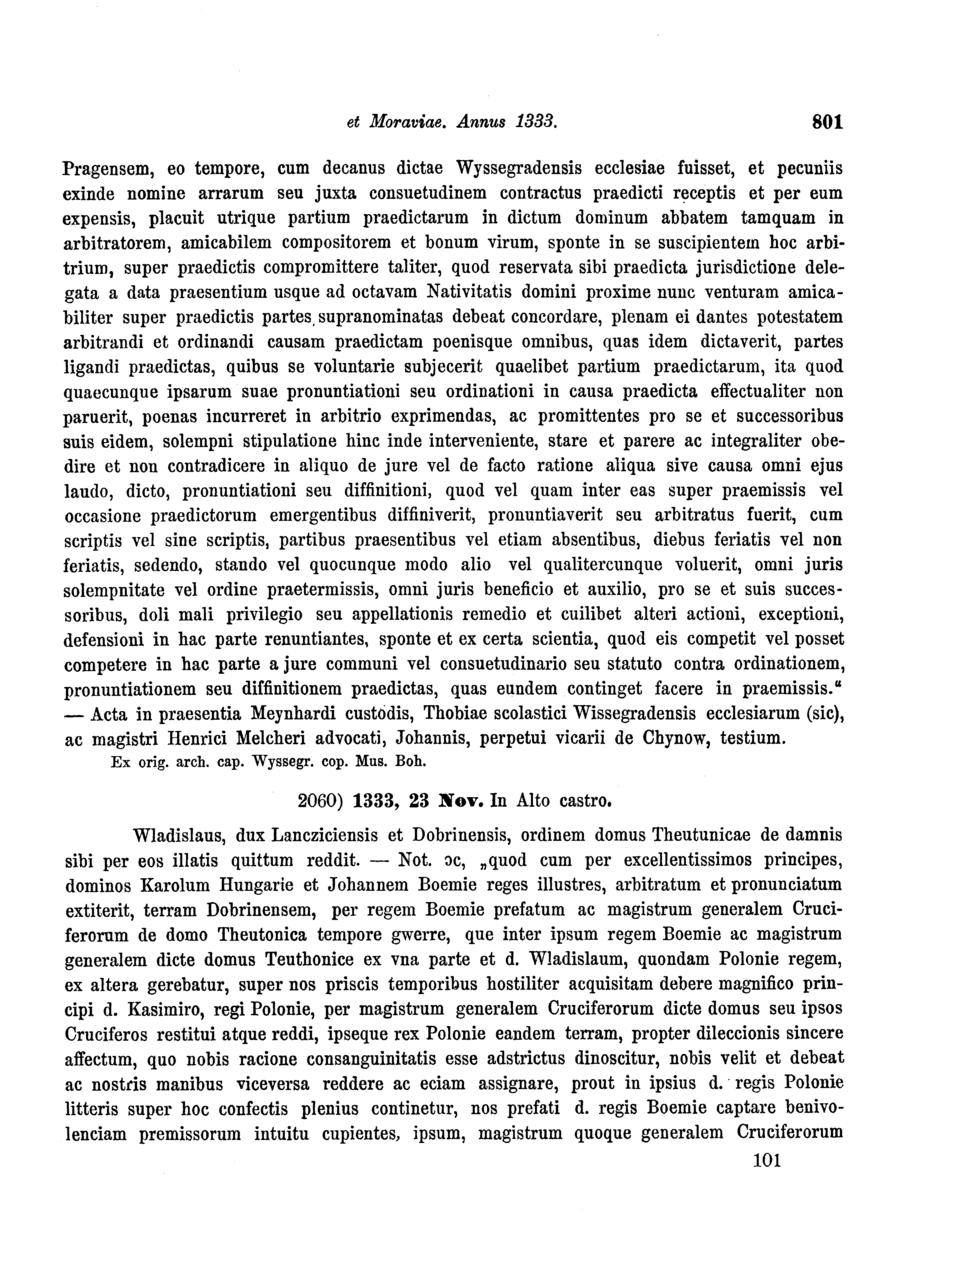 et Moraviae. Annus 1333. 801
Pragensem, eo tempore, cum decanus dictae Wyssegradensis ecclesiae fuisset, et pecuniis
exinde nomine arrarum seu juxta consuetudinem contractus praedicti receptis et per eum
expensis, placuit utrique partium praedictarum in dictum dominum abbatem tamquam in
arbitratorem, amicabilem compositorem et bonum virum, sponte in se suscipientem hoc arbi-
trium, super praedictis compromittere taliter, quod reservata sibi praedicta jurisdictione dele-
gata a data praesentium usque ad octavam Nativitatis domini proxime nunc venturam amica-
biliter super praedictis partes supranominatas debeat concordare, plenam ei dantes potestatem
arbitrandi et ordinandi causam praedictam poenisque omnibus, quas idem dictaverit, partes
ligandi praedictas, quibus se voluntarie subjecerit quaelibet partium praedictarum, ita quod
quaecunque ipsarum suae pronuntiationi seu ordinationi in causa praedicta effectualiter non
paruerit, poenas incurreret in arbitrio exprimendas, ac promittentes pro se et successoribus
suis eidem, solempni stipulatione hinc inde interveniente, stare et parere ac integraliter obe-
dire et non contradicere in aliquo de jure vel de facto ratione aliqua sive causa omni ejus
laudo, dicto, pronuntiationi seu diffinitioni, quod vel quam inter eas super praemissis vel
occasione praedictorum emergentibus diffiniverit, pronuntiaverit seu arbitratus fuerit, cum
scriptis vel sine scriptis, partibus praesentibus vel etiam absentibus, diebus feriatis vel non
feriatis, sedendo, stando vel quocunque modo alio vel qualitercunque voluerit, omni juris
solempnitate vel ordine praetermissis, omni juris beneficio et auxilio, pro se et suis succes-
soribus, doli mali privilegio seu appellationis remedio et cuilibet alteri actioni, exceptioni,
defensioni in hac parte renuntiantes, sponte et ex certa scientia, quod eis competit vel posset
competere in hac parte a jure communi vel consuetudinario seu statuto contra ordinationem,
pronuntiationem seu diffinitionem praedictas, quas eundem continget facere in praemissis.“
— Acta in praesentia Meynhardi custodis, Thobiae scolastici Wissegradensis ecclesiarum (sic),
ac magistri Henrici Melcheri advocati, Johannis, perpetui vicarii de Chynow, testium.
Ex orig. arch. cap. Wyssegr. cop. Mus. Boh.
2060) 1333, 23 Nov. In Alto castro.
Wladislaus, dux Lancziciensis et Dobrinensis, ordinem domus Theutunicae de damnis
sibi per eos illatis quittum reddit. — Not. ɔc, „quod cum per excellentissimos principes,
dominos Karolum Hungarie et Johannem Boemie reges illustres, arbitratum et pronunciatum
extiterit, terram Dobrinensem, per regem Boemie prefatum ac magistrum generalem Cruci-
ferorum de domo Theutonica tempore gwerre, que inter ipsum regem Boemie ac magistrum
generalem dicte domus Teuthonice ex vna parte et d. Wladislaum, quondam Polonie regem,
ex altera gerebatur, super nos priscis temporibus hostiliter acquisitam debere magnifico prin-
cipi d. Kasimiro, regi Polonie, per magistrum generalem Cruciferorum dicte domus seu ipsos
Cruciferos restitui atque reddi, ipseque rex Polonie eandem terram, propter dileccionis sincere
affectum, quo nobis racione consanguinitatis esse adstrictus dinoscitur, nobis velit et debeat
ac nostris manibus viceversa reddere ac eciam assignare, prout in ipsius d. regis Polonie
litteris super hoc confectis plenius continetur, nos prefati d. regis Boemie captare benivo-
lenciam premissorum intuitu cupientes, ipsum, magistrum quoque generalem Cruciferorum
101